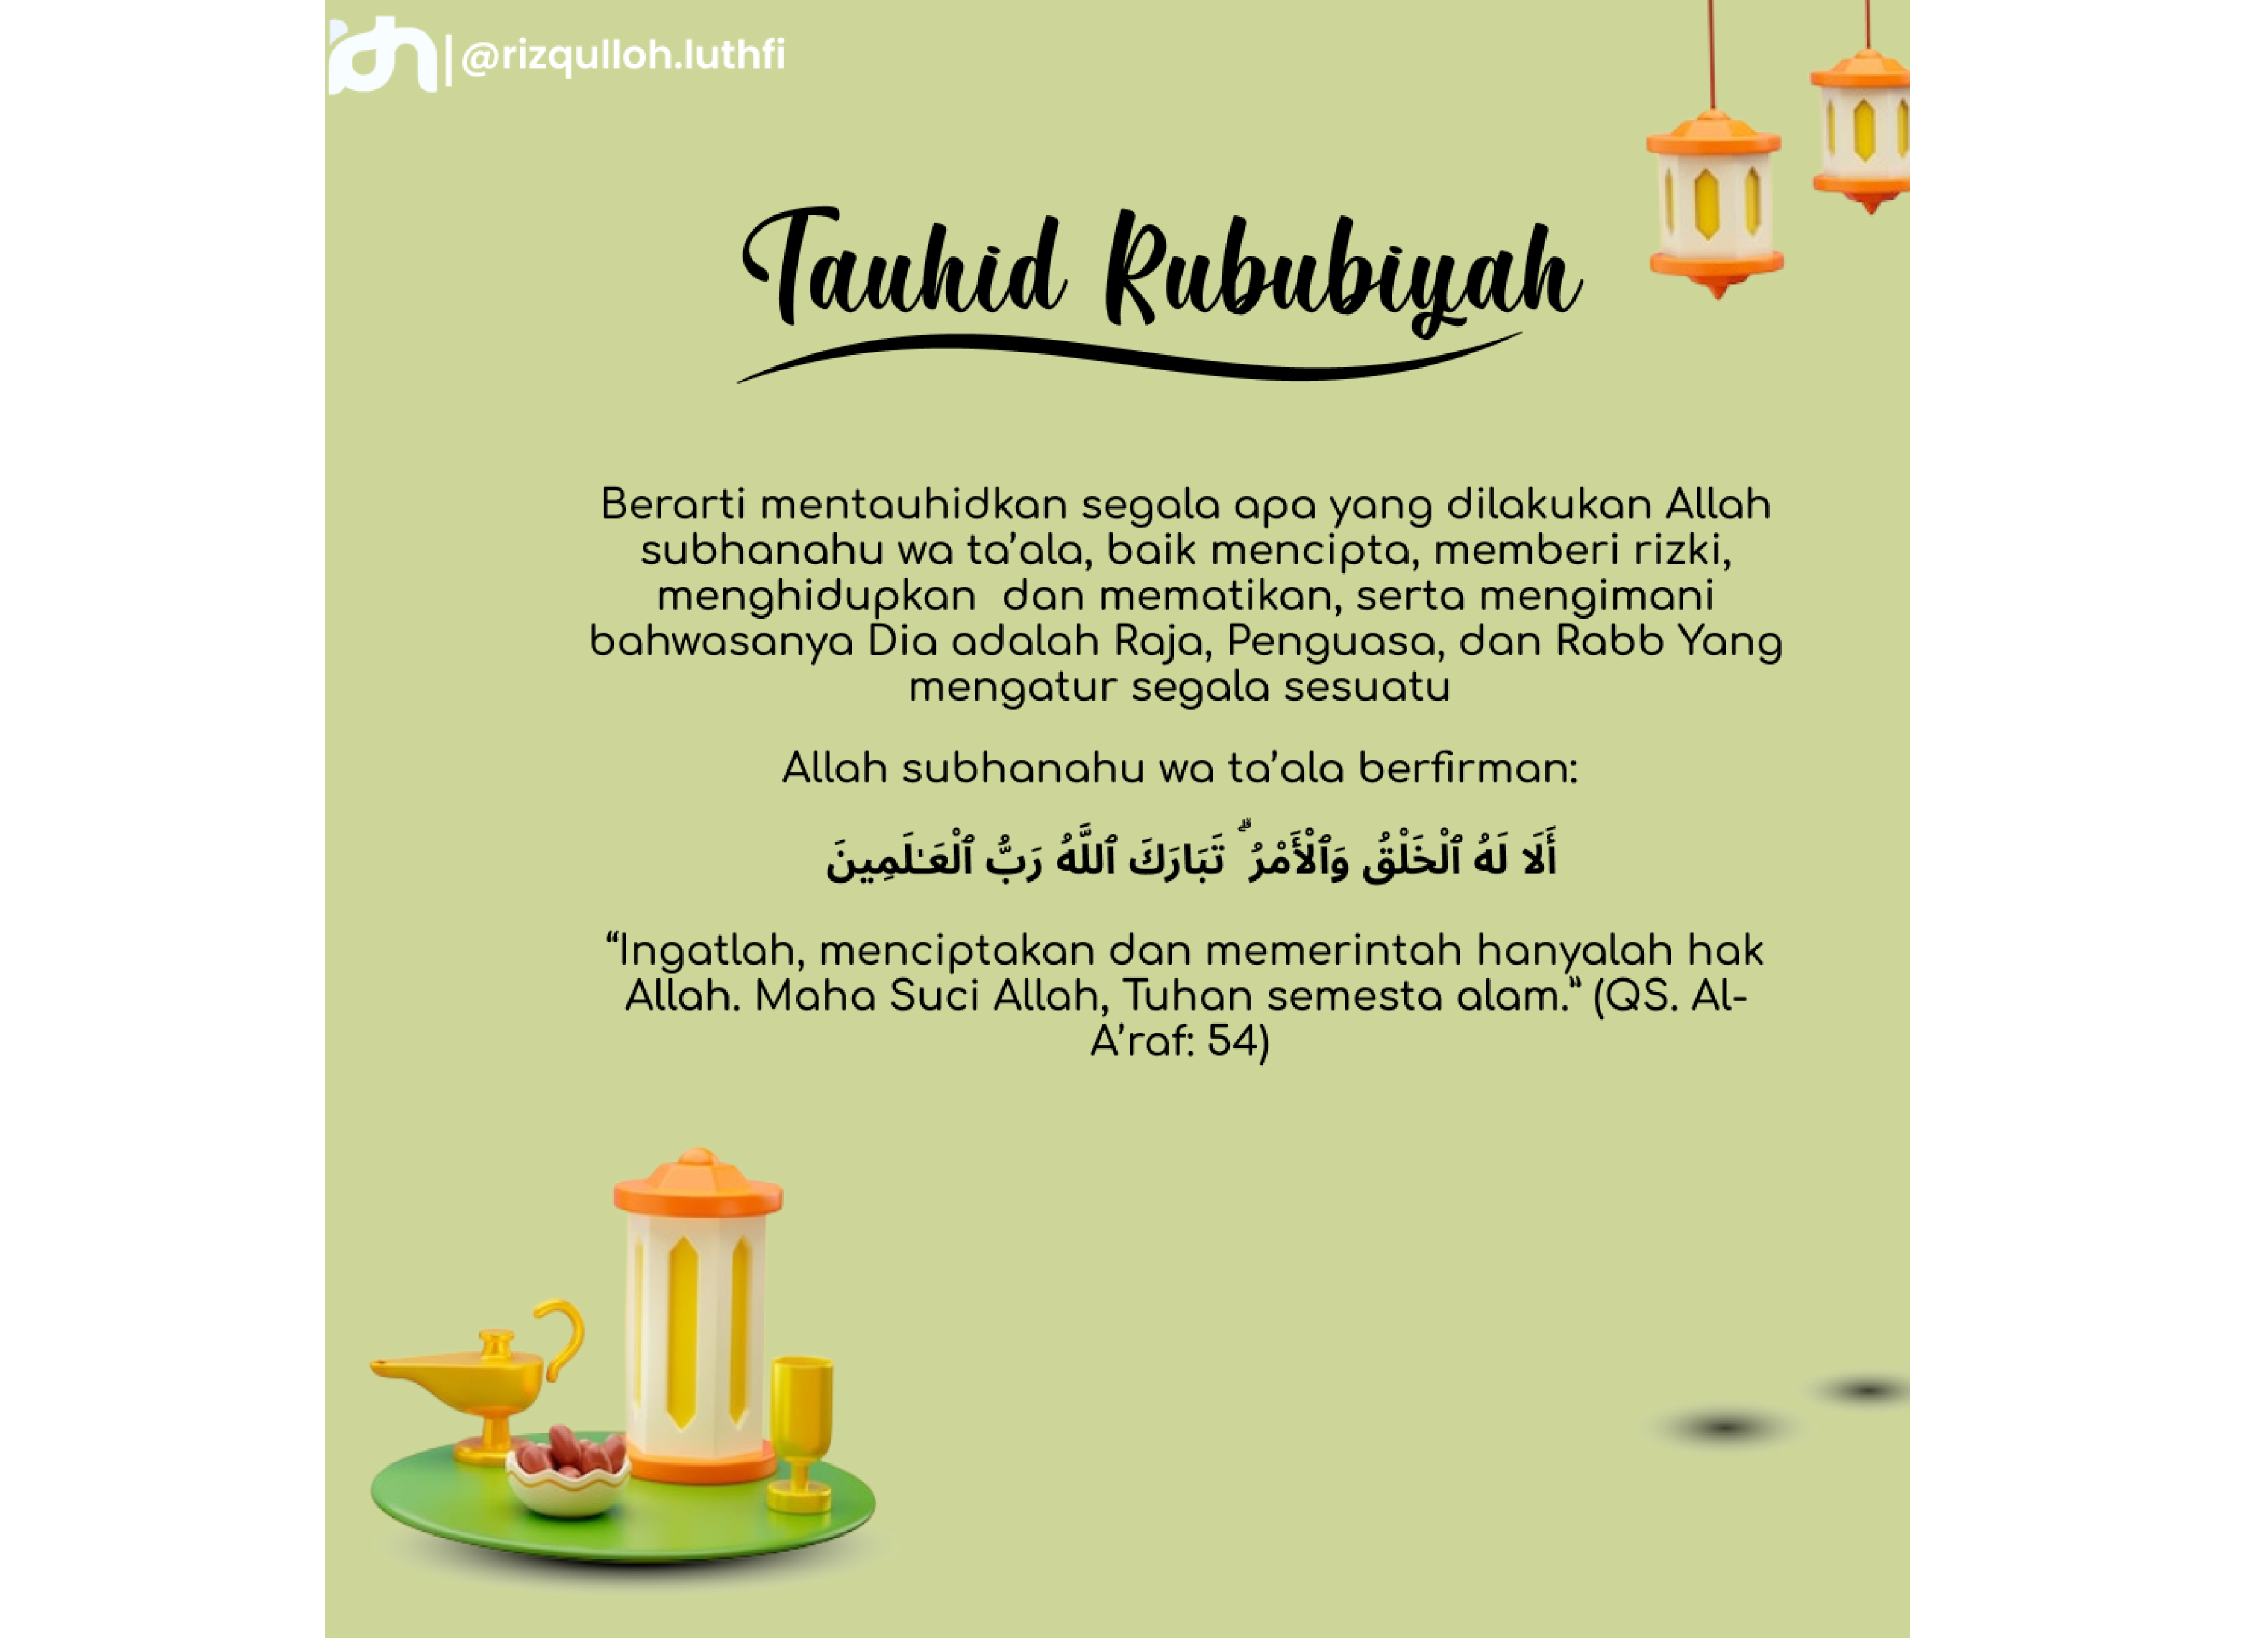 | @rizqulloh.luthfi
Tauhid Rububiyah
Berarti mentauhidkan segala apa yang dilakukan Allah
subhanahu wa ta’ala, baik mencipta, memberi rizki,
menghidupkan  dan mematikan, serta mengimani
bahwasanya Dia adalah Raja, Penguasa, dan Rabb Yang
mengatur segala sesuatu
Allah subhanahu wa ta’ala berfirman:
أَلَا لَهُ ٱلْخَلْقُ وَٱلْأَمْرُ ۗ تَبَارَكَ ٱللَّهُ رَبُّ ٱلْعَـٰلَمِينَ
“Ingatlah, menciptakan dan memerintah hanyalah hak
Allah. Maha Suci Allah, Tuhan semesta alam.” (QS. Al-
A’raf: 54)